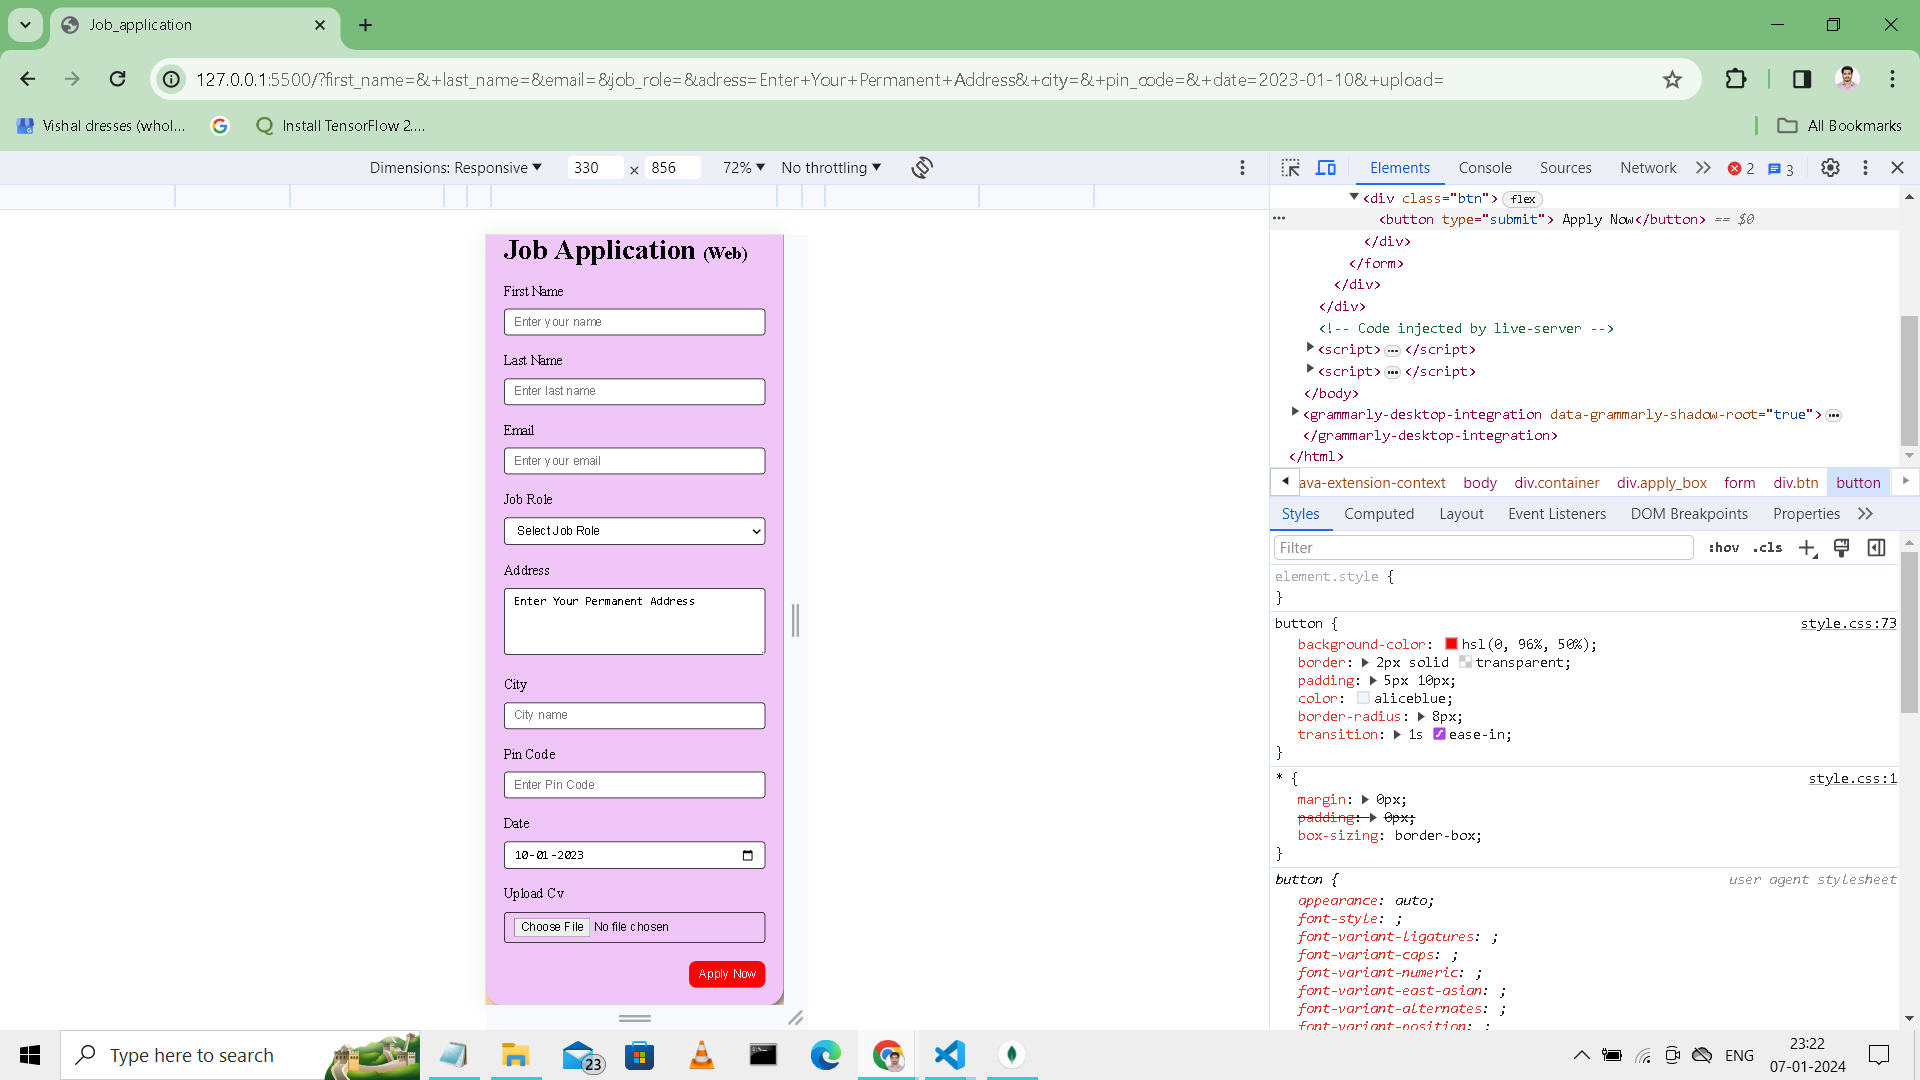 Job_application
127.0.0.1:5500/?first_name=&+last_name=&email=&job_role=&adress=Enter+Your+Permanent+Address&+city=&+pin_code=&+date=2023-01-10&+upload=
Vishal dresses (whol...
Install TensorFlow 2....
All Bookmarks
Dimensions: Responsive
330
×
856
72%
No throttling
Elements
Console
Sources
Network
2
3
<div class="btn">
flex
<button type="submit"> Apply Now</button> == $0
</div>
</form>
</div>
</div>
<!-- Code injected by live-server -->
<script>…</script>
<script>…</script>
</body>
<grammarly-desktop-integration data-grammarly-shadow-root="true">…
</grammarly-desktop-integration>
</html>
ava-extension-context
body
div.container
div.apply_box
form
div.btn
button
Styles
Computed
Layout
Event Listeners
DOM Breakpoints
Properties
Filter
:hov
.cls
element.style {
}
button {
style.css:73
background-color: hsl(0, 96%, 50%);
border: 2px solid transparent;
padding: 5px 10px;
color: aliceblue;
border-radius: 8px;
transition: 1s ease-in;
}
* {
style.css:1
margin: 0px;
padding: 0px;
box-sizing: border-box;
}
button {
user agent stylesheet
appearance: auto;
font-style: ;
font-variant-ligatures: ;
font-variant-caps: ;
font-variant-numeric: ;
font-variant-east-asian: ;
font-variant-alternates: ;
font-variant-position: ;
Job Application (Web)
First Name
Enter your name
Last Name
Enter last name
Email
Enter your email
Job Role
Select Job Role
Address
Enter Your Permanent Address
City
City name
Pin Code
Enter Pin Code
Date
10-01-2023
Upload Cv
Choose File No file chosen
Apply Now
Type here to search
23
ENG
23:22
07-01-2024